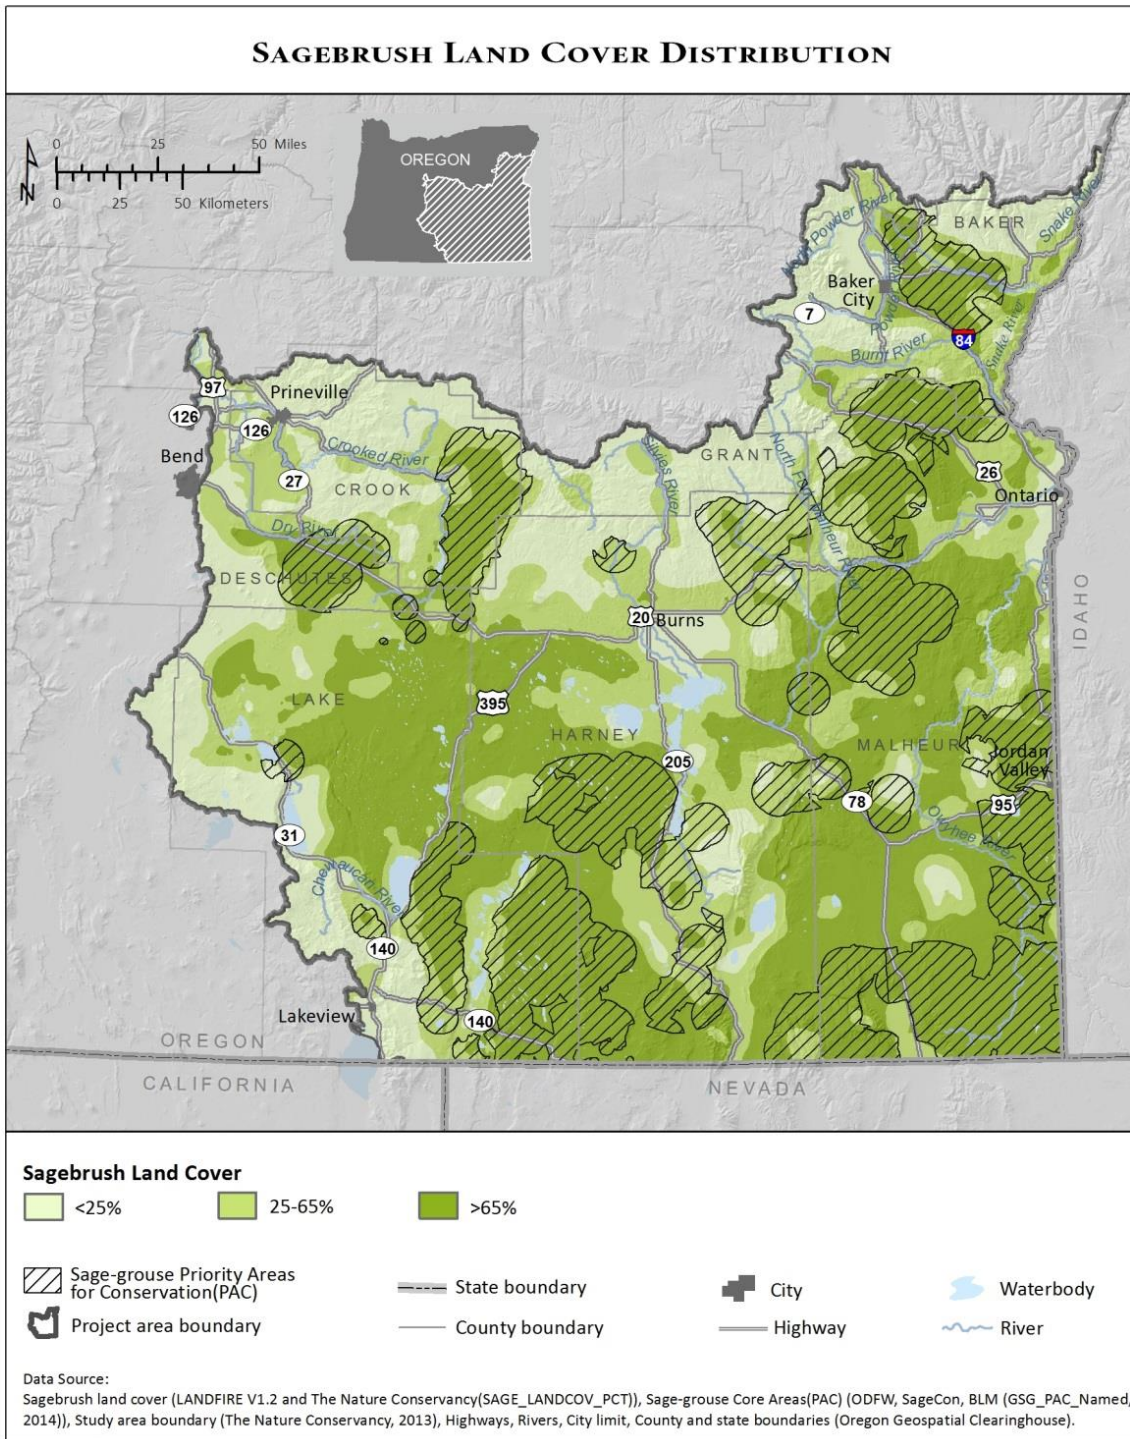 SAGEBRUSH LAND COVER DISTRIBUTION
0 25 50 Miles
0 25 50 Kilometers
N
OREGON
BAKER
Snake River
North Powder River
Baker
City
Powder River
7
84
Burnt River
Snake River
97
Prineville
126
126
Bend
Crooked River
27
CROOK
Silvies River
GRANT
North Fork Malheur River
26
Ontario
Dry River
DESCHUTES
IDAHO
20
Burns
LAKE
395
HARNEY
MALHEUR
205
Jordan
Valley
78
95
Owyhee River
31
Chewaucan River
140
Lakeview
140
OREGON
CALIFORNIA
NEVADA
Sagebrush Land Cover
<25% 25-65% >65%
Sage-grouse Priority Areas
for Conservation(PAC)
State boundary
City
Waterbody
Project area boundary
County boundary
Highway
River
Data Source:
Sagebrush land cover (LANDFIRE V1.2 and The Nature Conservancy(SAGE_LANDCOV_PCT)), Sage-grouse Core Areas(PAC) (ODFW, SageCon, BLM (GSG_PAC_Named,
2014)), Study area boundary (The Nature Conservancy, 2013), Highways, Rivers, City limit, County and state boundaries (Oregon Geospatial Clearinghouse).